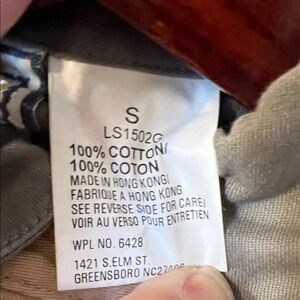 S
LS1502G
100% COTTON/
100% COTON
MADE IN HONG KONG/
FABRIQUE A HONG KONG
SEE REVERSE SIDE FOR CARE/
VOIR AU VERSO POUR ENTRETIEN
WPL NO. 6428
1421 S.ELM ST.
GREENSBORO